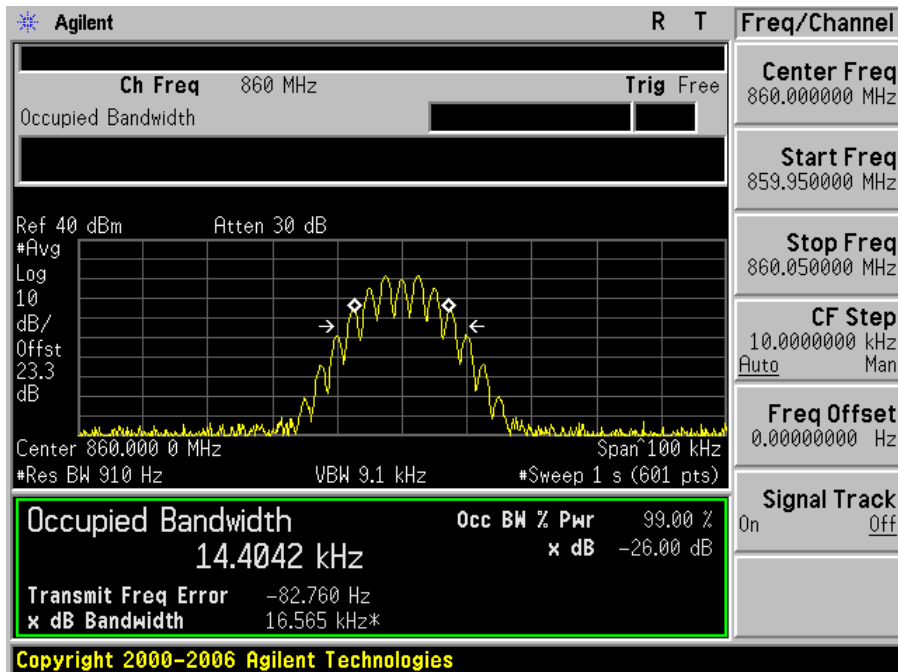 Agilent R T Freq/Channel
Ch Freq 860 MHz Trig Free
Occupied Bandwidth
Center Freq
860.000000 MHz
Start Freq
859.950000 MHz
Stop Freq
860.050000 MHz
CF Step
10.0000000 kHz
Auto Man
Freq Offset
0.00000000 Hz
Signal Track
On Off
Ref 40 dBm Atten 30 dB
#Avg
Log
10
dB/
Offst
23.3
dB
Center 860.000 0 MHz Span 100 kHz
#Res BW 910 Hz VBW 9.1 kHz #Sweep 1 s (601 pts)
Occupied Bandwidth Occ BW % Pwr 99.00 %
14.4042 kHz x dB -26.00 dB
Transmit Freq Error -82.760 Hz
x dB Bandwidth 16.565 kHz*
Copyright 2000-2006 Agilent Technologies